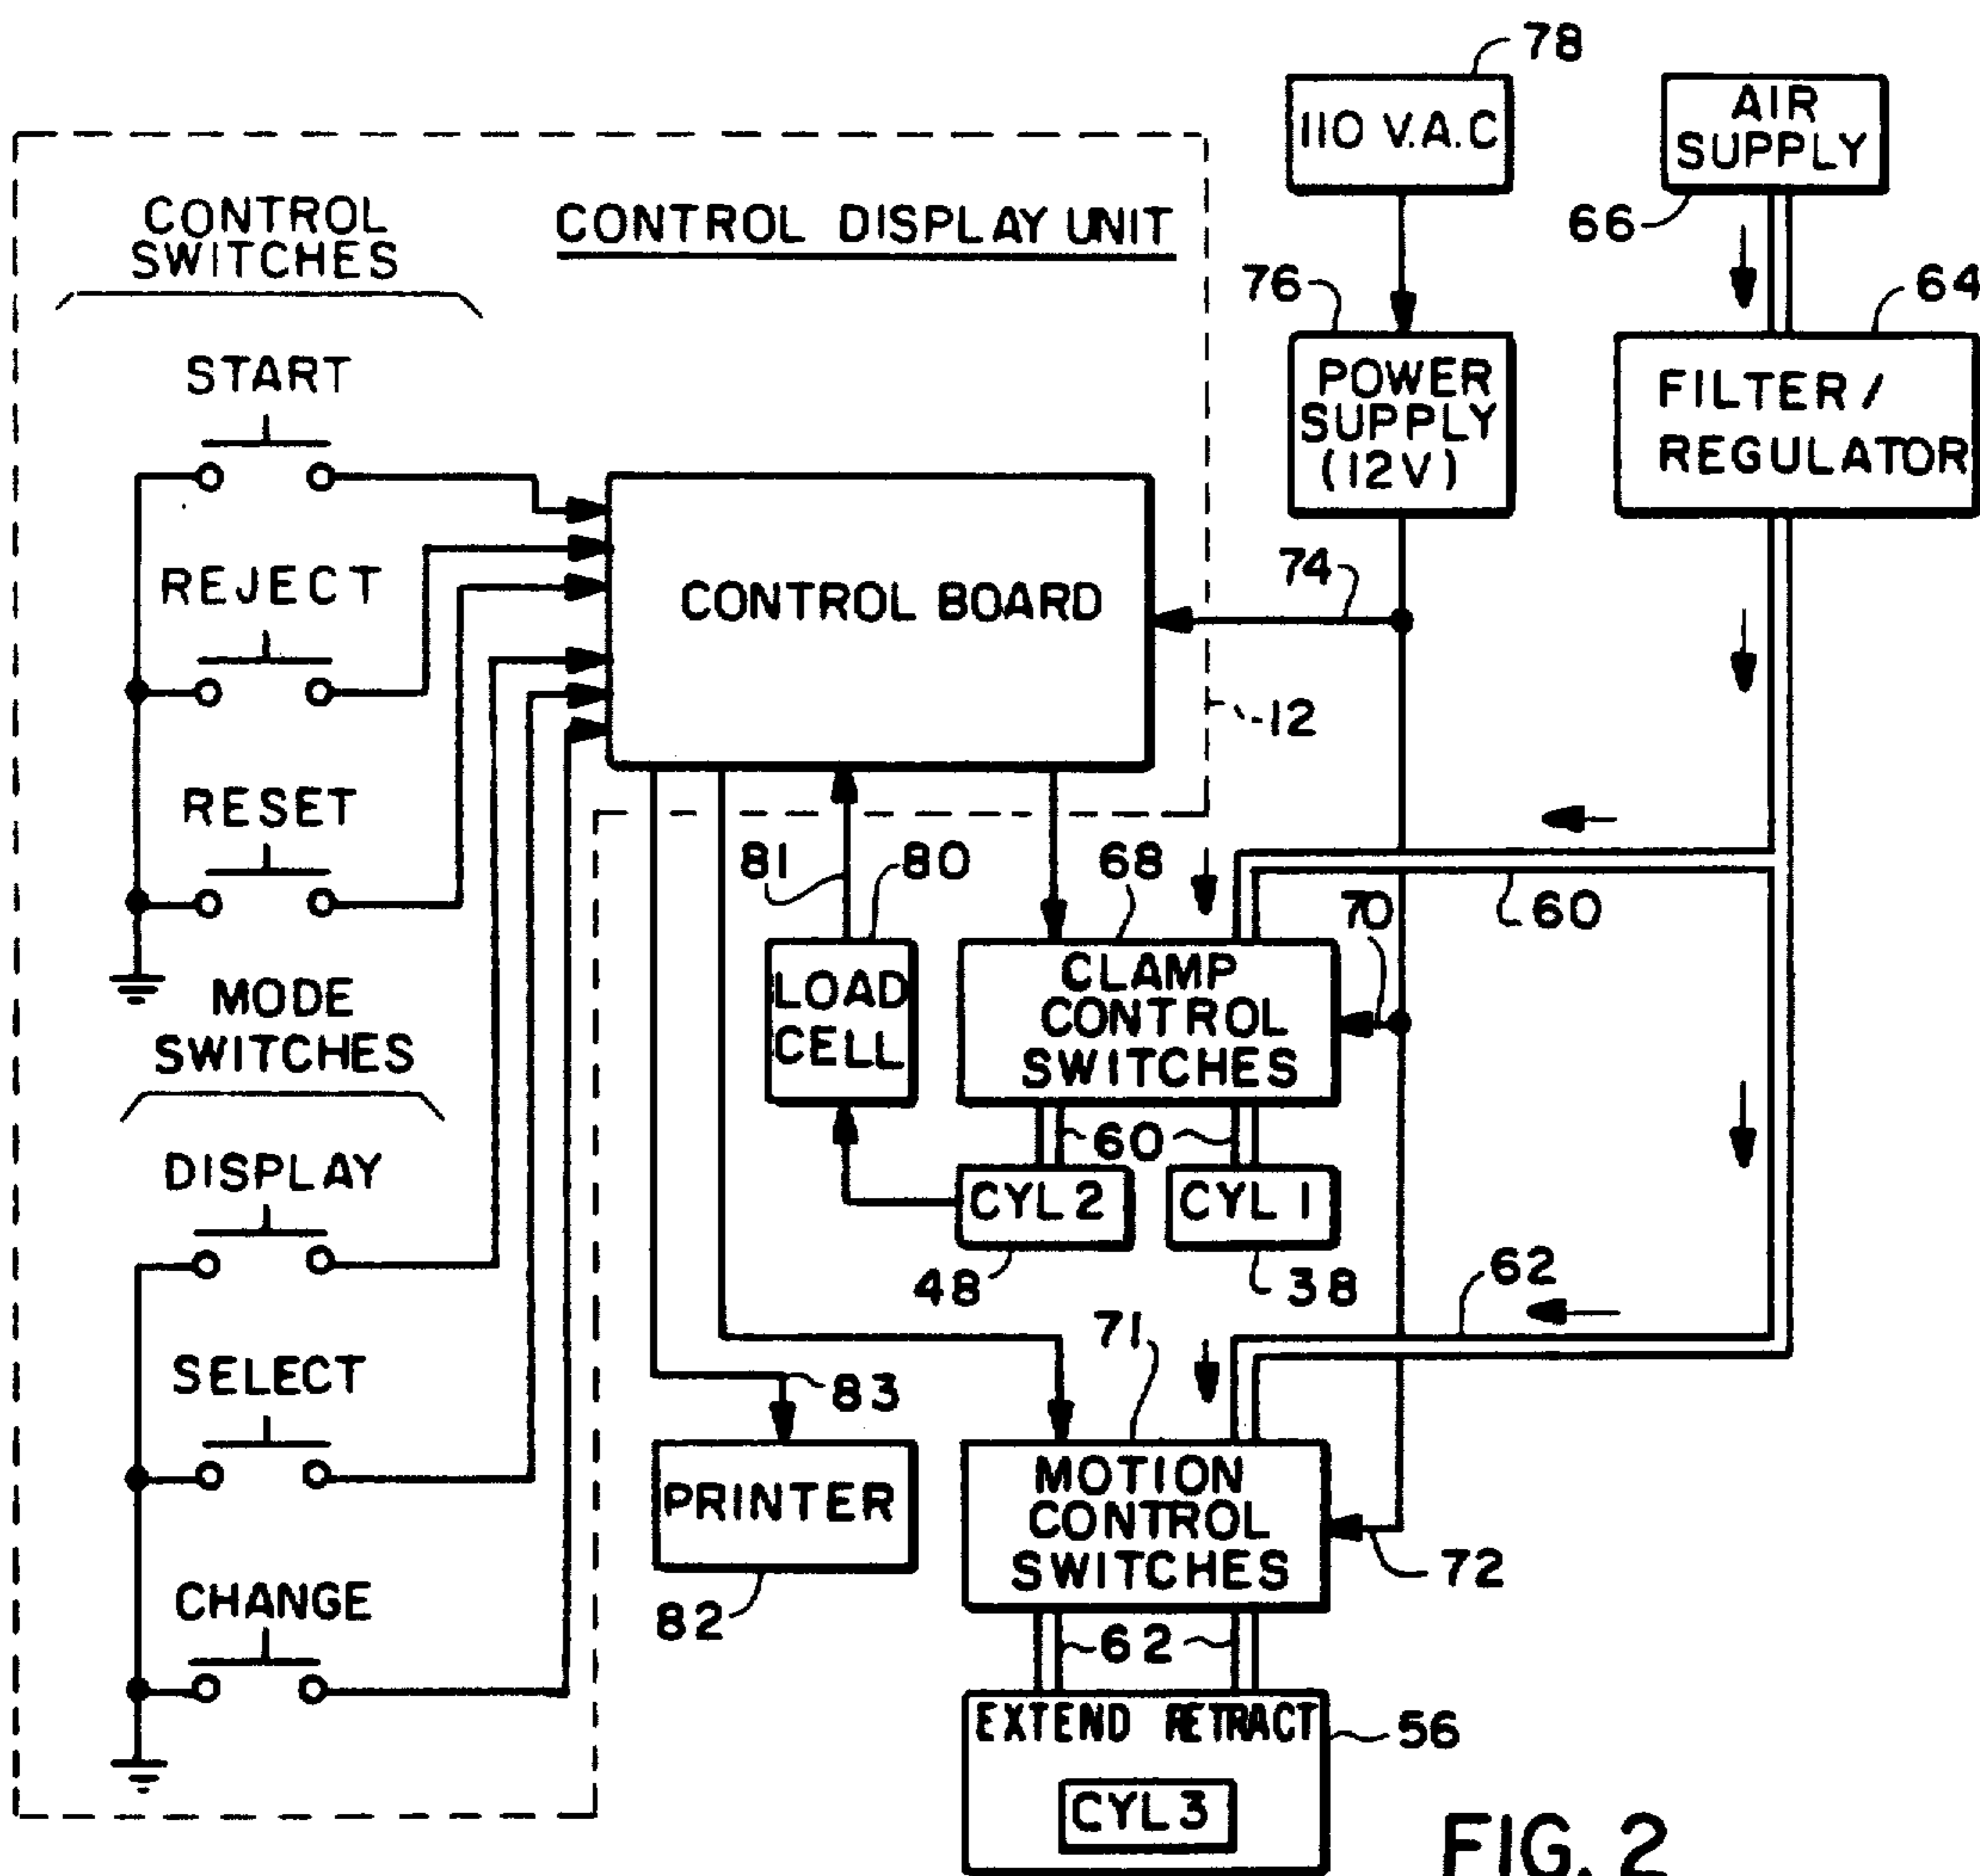 78
110 V.A.C
AIR
SUPPLY
66
CONTROL
SWITCHES
CONTROL DISPLAY UNIT
76
64
START
POWER
SUPPLY
(12V)
FILTER/
REGULATOR
REJECT
CONTROL BOARD
74
12
RESET
81
80
68
70
60
MODE
SWITCHES
LOAD
CELL
CLAMP
CONTROL
SWITCHES
60
DISPLAY
CYL 2
CYL 1
48
38
62
71
SELECT
83
PRINTER
MOTION
CONTROL
SWITCHES
72
CHANGE
82
62
EXTEND RETRACT
56
CYL 3
FIG. 2